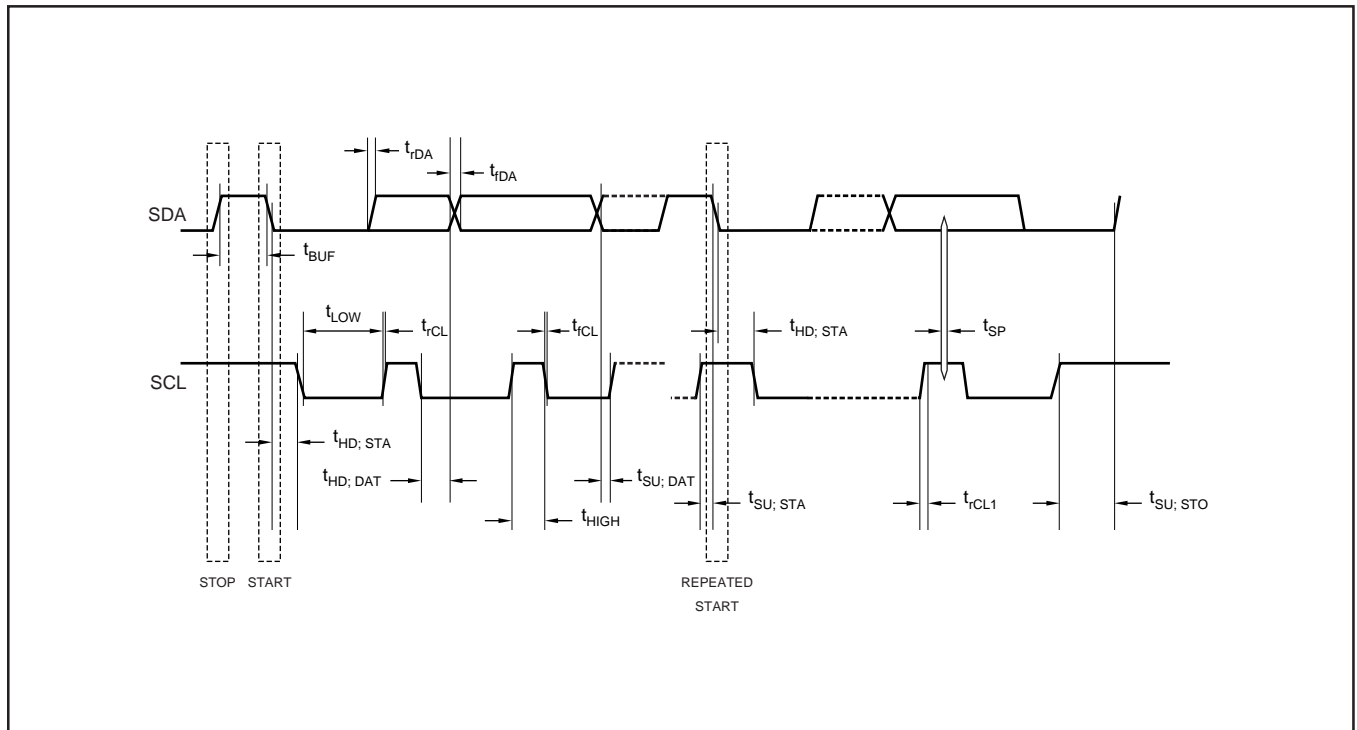 t_rDA
t_fDA
SDA
t_BUF
t_LOW
t_rCL
t_fCL
t_HD; STA
t_SP
SCL
t_HD; STA
t_HD; DAT
t_SU; DAT
t_HIGH
t_SU; STA
t_rCL1
t_SU; STO
STOP START
REPEATED
START